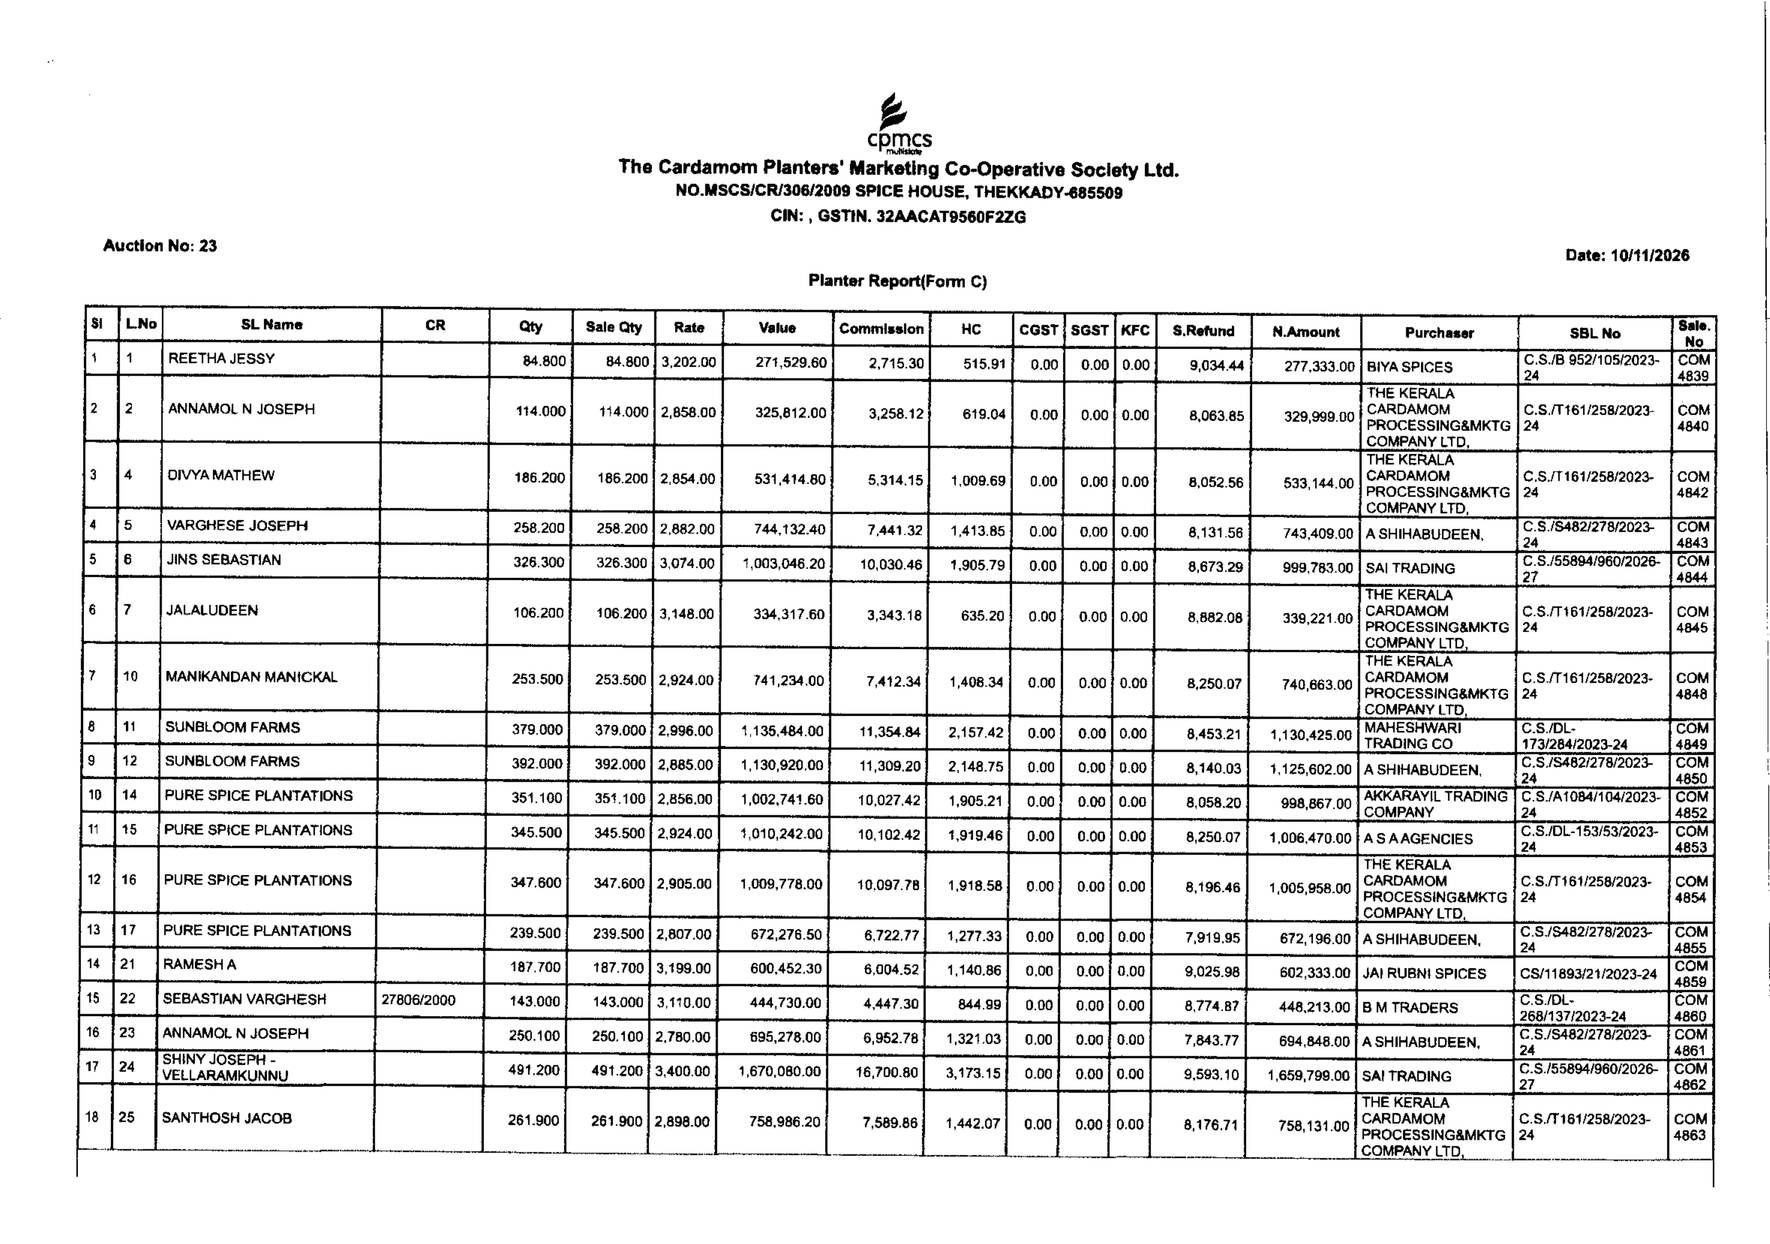 cpmcs
multistate
The Cardamom Planters' Marketing Co-Operative Society Ltd.
NO.MSCS/CR/306/2009 SPICE HOUSE, THEKKADY-685509
CIN: , GSTIN. 32AACAT9560F2ZG
Auction No: 23
Date: 10/11/2026
Planter Report(Form C)
Sl L.No SL Name CR Qty Sale Qty Rate Value Commission HC CGST SGST KFC S.Refund N.Amount Purchaser SBL No Sale. No
1 1 REETHA JESSY 84.800 84.800 3,202.00 271,529.60 2,715.30 515.91 0.00 0.00 0.00 9,034.44 277,333.00 BIYA SPICES C.S./B 952/105/2023-24 COM 4839
2 2 ANNAMOL N JOSEPH 114.000 114.000 2,858.00 325,812.00 3,258.12 619.04 0.00 0.00 0.00 8,063.85 329,999.00 THE KERALA CARDAMOM PROCESSING&MKTG COMPANY LTD, C.S./T161/258/2023-24 COM 4840
3 4 DIVYA MATHEW 186.200 186.200 2,854.00 531,414.80 5,314.15 1,009.69 0.00 0.00 0.00 8,052.56 533,144.00 THE KERALA CARDAMOM PROCESSING&MKTG COMPANY LTD, C.S./T161/258/2023-24 COM 4842
4 5 VARGHESE JOSEPH 258.200 258.200 2,882.00 744,132.40 7,441.32 1,413.85 0.00 0.00 0.00 8,131.56 743,409.00 A SHIHABUDEEN, C.S./S482/278/2023-24 COM 4843
5 6 JINS SEBASTIAN 326.300 326.300 3,074.00 1,003,046.20 10,030.46 1,905.79 0.00 0.00 0.00 8,673.29 999,783.00 SAI TRADING C.S./55894/960/2026-27 COM 4844
6 7 JALALUDEEN 106.200 106.200 3,148.00 334,317.60 3,343.18 635.20 0.00 0.00 0.00 8,882.08 339,221.00 THE KERALA CARDAMOM PROCESSING&MKTG COMPANY LTD, C.S./T161/258/2023-24 COM 4845
7 10 MANIKANDAN MANICKAL 253.500 253.500 2,924.00 741,234.00 7,412.34 1,408.34 0.00 0.00 0.00 8,250.07 740,663.00 THE KERALA CARDAMOM PROCESSING&MKTG COMPANY LTD, C.S./T161/258/2023-24 COM 4848
8 11 SUNBLOOM FARMS 379.000 379.000 2,996.00 1,135,484.00 11,354.84 2,157.42 0.00 0.00 0.00 8,453.21 1,130,425.00 MAHESHWARI TRADING CO C.S./DL-173/284/2023-24 COM 4849
9 12 SUNBLOOM FARMS 392.000 392.000 2,885.00 1,130,920.00 11,309.20 2,148.75 0.00 0.00 0.00 8,140.03 1,125,602.00 A SHIHABUDEEN, C.S./S482/278/2023-24 COM 4850
10 14 PURE SPICE PLANTATIONS 351.100 351.100 2,856.00 1,002,741.60 10,027.42 1,905.21 0.00 0.00 0.00 8,058.20 998,867.00 AKKARAYIL TRADING COMPANY C.S./A1084/104/2023-24 COM 4852
11 15 PURE SPICE PLANTATIONS 345.500 345.500 2,924.00 1,010,242.00 10,102.42 1,919.46 0.00 0.00 0.00 8,250.07 1,006,470.00 A S A AGENCIES C.S./DL-153/53/2023-24 COM 4853
12 16 PURE SPICE PLANTATIONS 347.600 347.600 2,905.00 1,009,778.00 10,097.78 1,918.58 0.00 0.00 0.00 8,196.46 1,005,958.00 THE KERALA CARDAMOM PROCESSING&MKTG COMPANY LTD, C.S./T161/258/2023-24 COM 4854
13 17 PURE SPICE PLANTATIONS 239.500 239.500 2,807.00 672,276.50 6,722.77 1,277.33 0.00 0.00 0.00 7,919.95 672,196.00 A SHIHABUDEEN, C.S./S482/278/2023-24 COM 4855
14 21 RAMESH A 187.700 187.700 3,199.00 600,452.30 6,004.52 1,140.86 0.00 0.00 0.00 9,025.98 602,333.00 JAI RUBNI SPICES CS/11893/21/2023-24 COM 4859
15 22 SEBASTIAN VARGHESH 27806/2000 143.000 143.000 3,110.00 444,730.00 4,447.30 844.99 0.00 0.00 0.00 8,774.87 448,213.00 B M TRADERS C.S./DL-268/137/2023-24 COM 4860
16 23 ANNAMOL N JOSEPH 250.100 250.100 2,780.00 695,278.00 6,952.78 1,321.03 0.00 0.00 0.00 7,843.77 694,848.00 A SHIHABUDEEN, C.S./S482/278/2023-24 COM 4861
17 24 SHINY JOSEPH - VELLARAMKUNNU 491.200 491.200 3,400.00 1,670,080.00 16,700.80 3,173.15 0.00 0.00 0.00 9,593.10 1,659,799.00 SAI TRADING C.S./55894/960/2026-27 COM 4862
18 25 SANTHOSH JACOB 261.900 261.900 2,898.00 758,986.20 7,589.86 1,442.07 0.00 0.00 0.00 8,176.71 758,131.00 THE KERALA CARDAMOM PROCESSING&MKTG COMPANY LTD, C.S./T161/258/2023-24 COM 4863